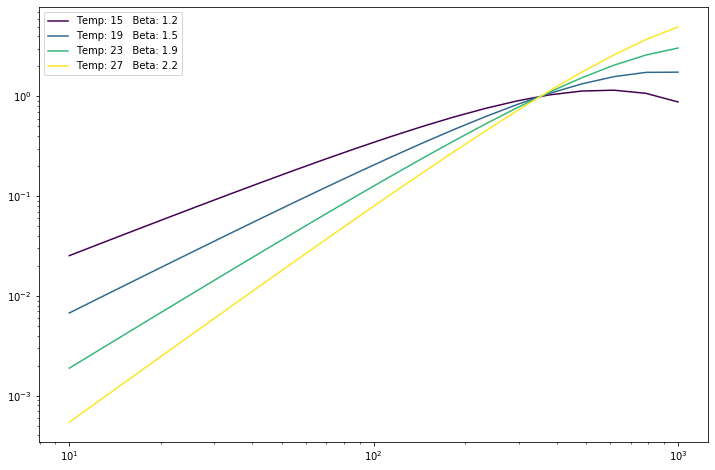 Temp: 15 Beta: 1.2
Temp: 19 Beta: 1.5
Temp: 23 Beta: 1.9
Temp: 27 Beta: 2.2
10⁰
10⁻¹
10⁻²
10⁻³
10¹ 10² 10³